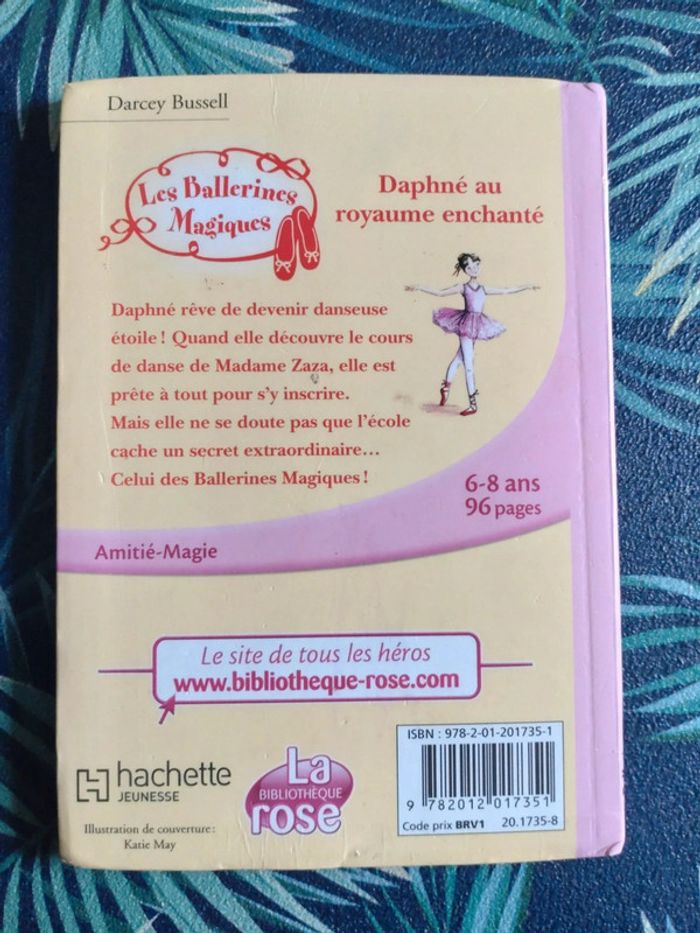 Darcey Bussell
Les Ballerines
Magiques
Daphné au
royaume enchanté
Daphné rêve de devenir danseuse
étoile ! Quand elle découvre le cours
de danse de Madame Zaza, elle est
prête à tout pour s'y inscrire.
Mais elle ne se doute pas que l'école
cache un secret extraordinaire...
Celui des Ballerines Magiques !
6-8 ans
96 pages
Amitié-Magie
Le site de tous les héros
www.bibliotheque-rose.com
hachette
JEUNESSE
Illustration de couverture :
Katie May
La
BIBLIOTHÈQUE
rose
ISBN : 978-2-01-201735-1
9 782012 017351
Code prix BRV1 20.1735-8